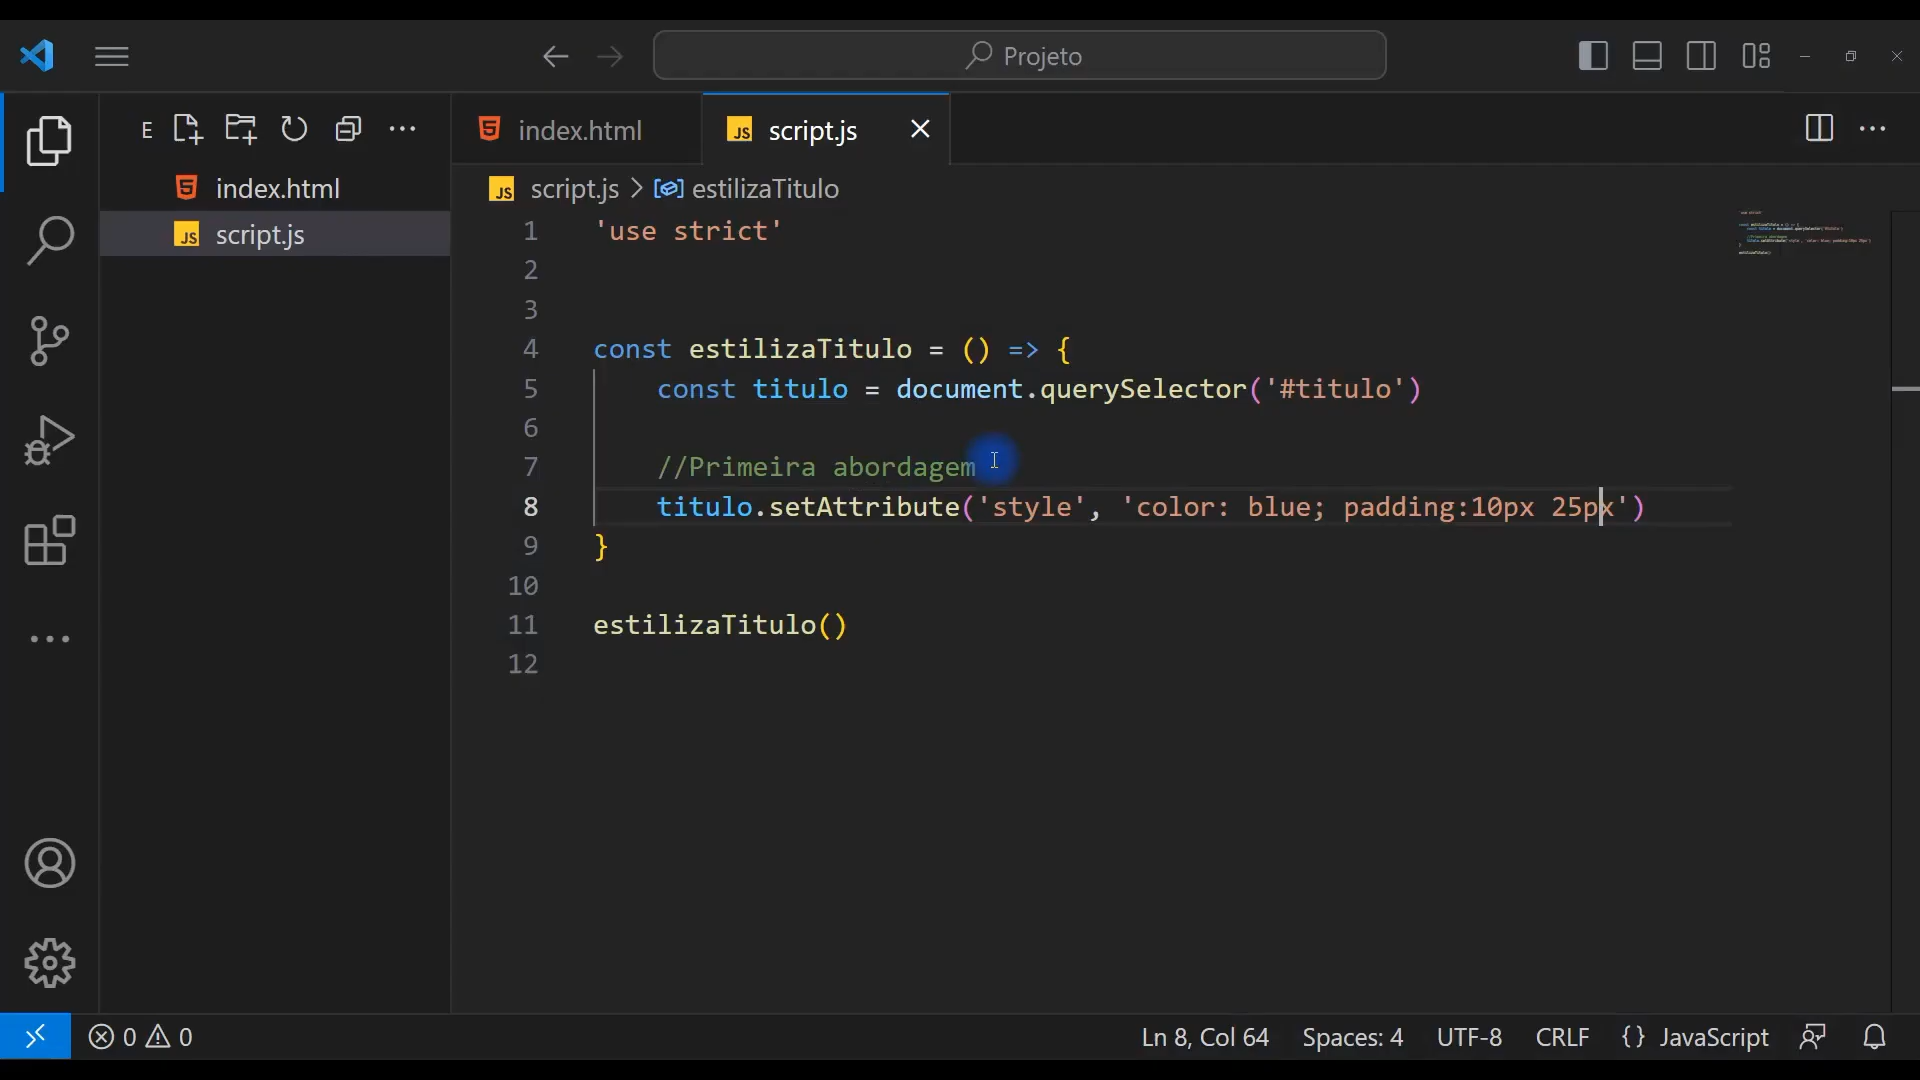 Projeto
E
index.html
script.js
index.html
script.js
script.js > estilizaTitulo
1 'use strict'
2
3
4 const estilizaTitulo = () => {
5 const titulo = document.querySelector('#titulo')
6
7 //Primeira abordagem
8 titulo.setAttribute('style', 'color: blue; padding:10px 25px')
9 }
10
11 estilizaTitulo()
12
0 0
Ln 8, Col 64 Spaces: 4 UTF-8 CRLF {} JavaScript